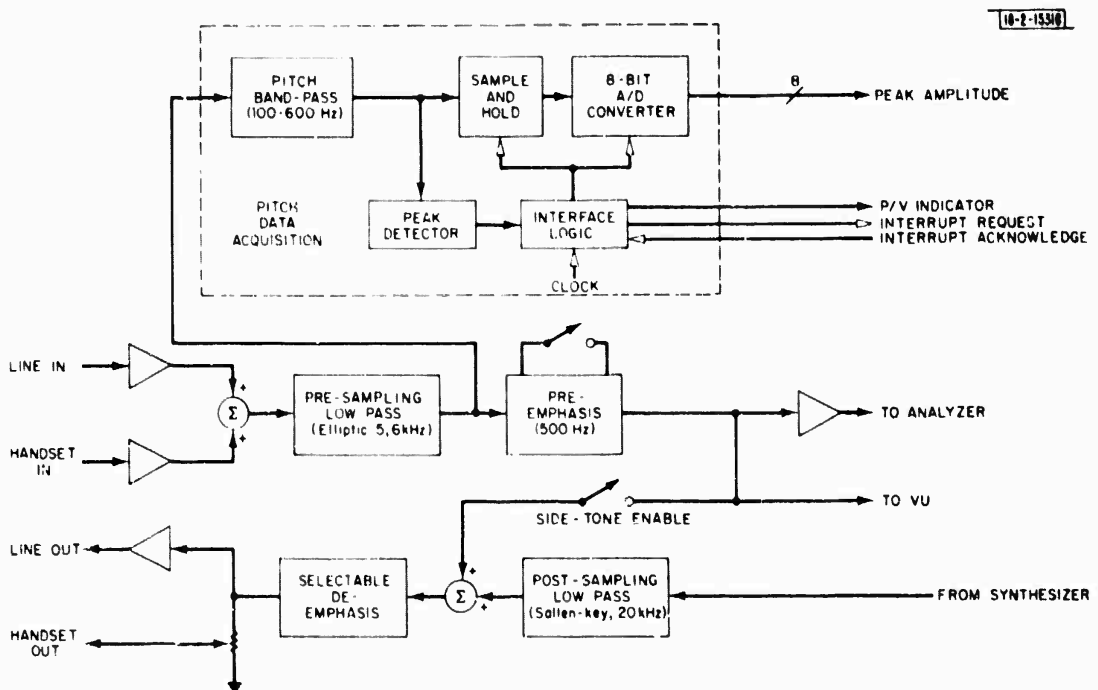 18-2-15316
PITCH
BAND-PASS
(100-600 Hz)
SAMPLE
AND
HOLD
8-BIT
A/D
CONVERTER
8
PEAK AMPLITUDE
PITCH
DATA
ACQUISITION
PEAK
DETECTOR
INTERFACE
LOGIC
P/V INDICATOR
INTERRUPT REQUEST
INTERRUPT ACKNOWLEDGE
CLOCK
LINE IN
+
Σ
+
HANDSET
IN
PRE-SAMPLING
LOW PASS
(Elliptic 5,6kHz)
PRE-
EMPHASIS
(500 Hz)
TO ANALYZER
TO VU
SIDE-TONE ENABLE
LINE OUT
SELECTABLE
DE-
EMPHASIS
+
Σ
+
POST-SAMPLING
LOW PASS
(Sallen-key, 20kHz)
FROM SYNTHESIZER
HANDSET
OUT